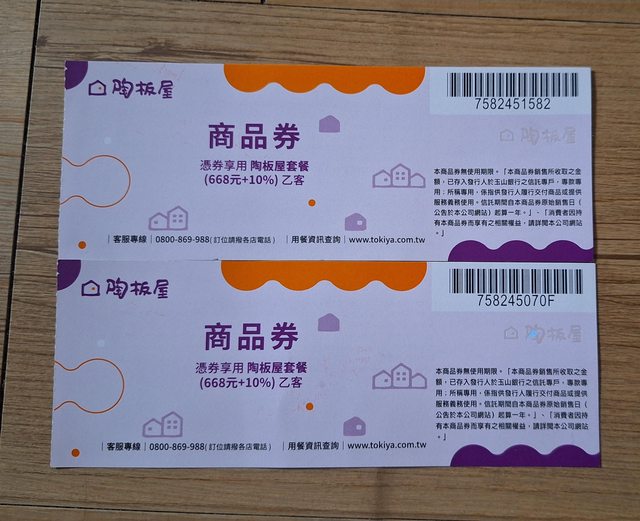 陶板屋
商品券
憑券享用 陶板屋套餐
(668元+10%) 乙客
｜客服專線｜0800-869-988(訂位請撥各店電話) ｜用餐資訊查詢｜www.tokiya.com.tw
7582451582
陶板屋
本商品券無使用期限。「本商品券銷售所收取之金
額，已存入發行人於玉山銀行之信託專戶，專款專
用；所稱專用，係指供發行人履行交付商品或提供
服務義務使用。信託期間自本商品券原始銷售日（
公告於本公司網站）起算一年。」、「消費者因持
有本商品券而享有之相關權益，請詳閱本公司網站
。」
陶板屋
商品券
憑券享用 陶板屋套餐
(668元+10%) 乙客
｜客服專線｜0800-869-988(訂位請撥各店電話) ｜用餐資訊查詢｜www.tokiya.com.tw
758245070F
陶板屋
本商品券無使用期限。「本商品券銷售所收取之金
額，已存入發行人於玉山銀行之信託專戶，專款專
用；所稱專用，係指供發行人履行交付商品或提供
服務義務使用。信託期間自本商品券原始銷售日（
公告於本公司網站）起算一年。」、「消費者因持
有本商品券而享有之相關權益，請詳閱本公司網站
。」